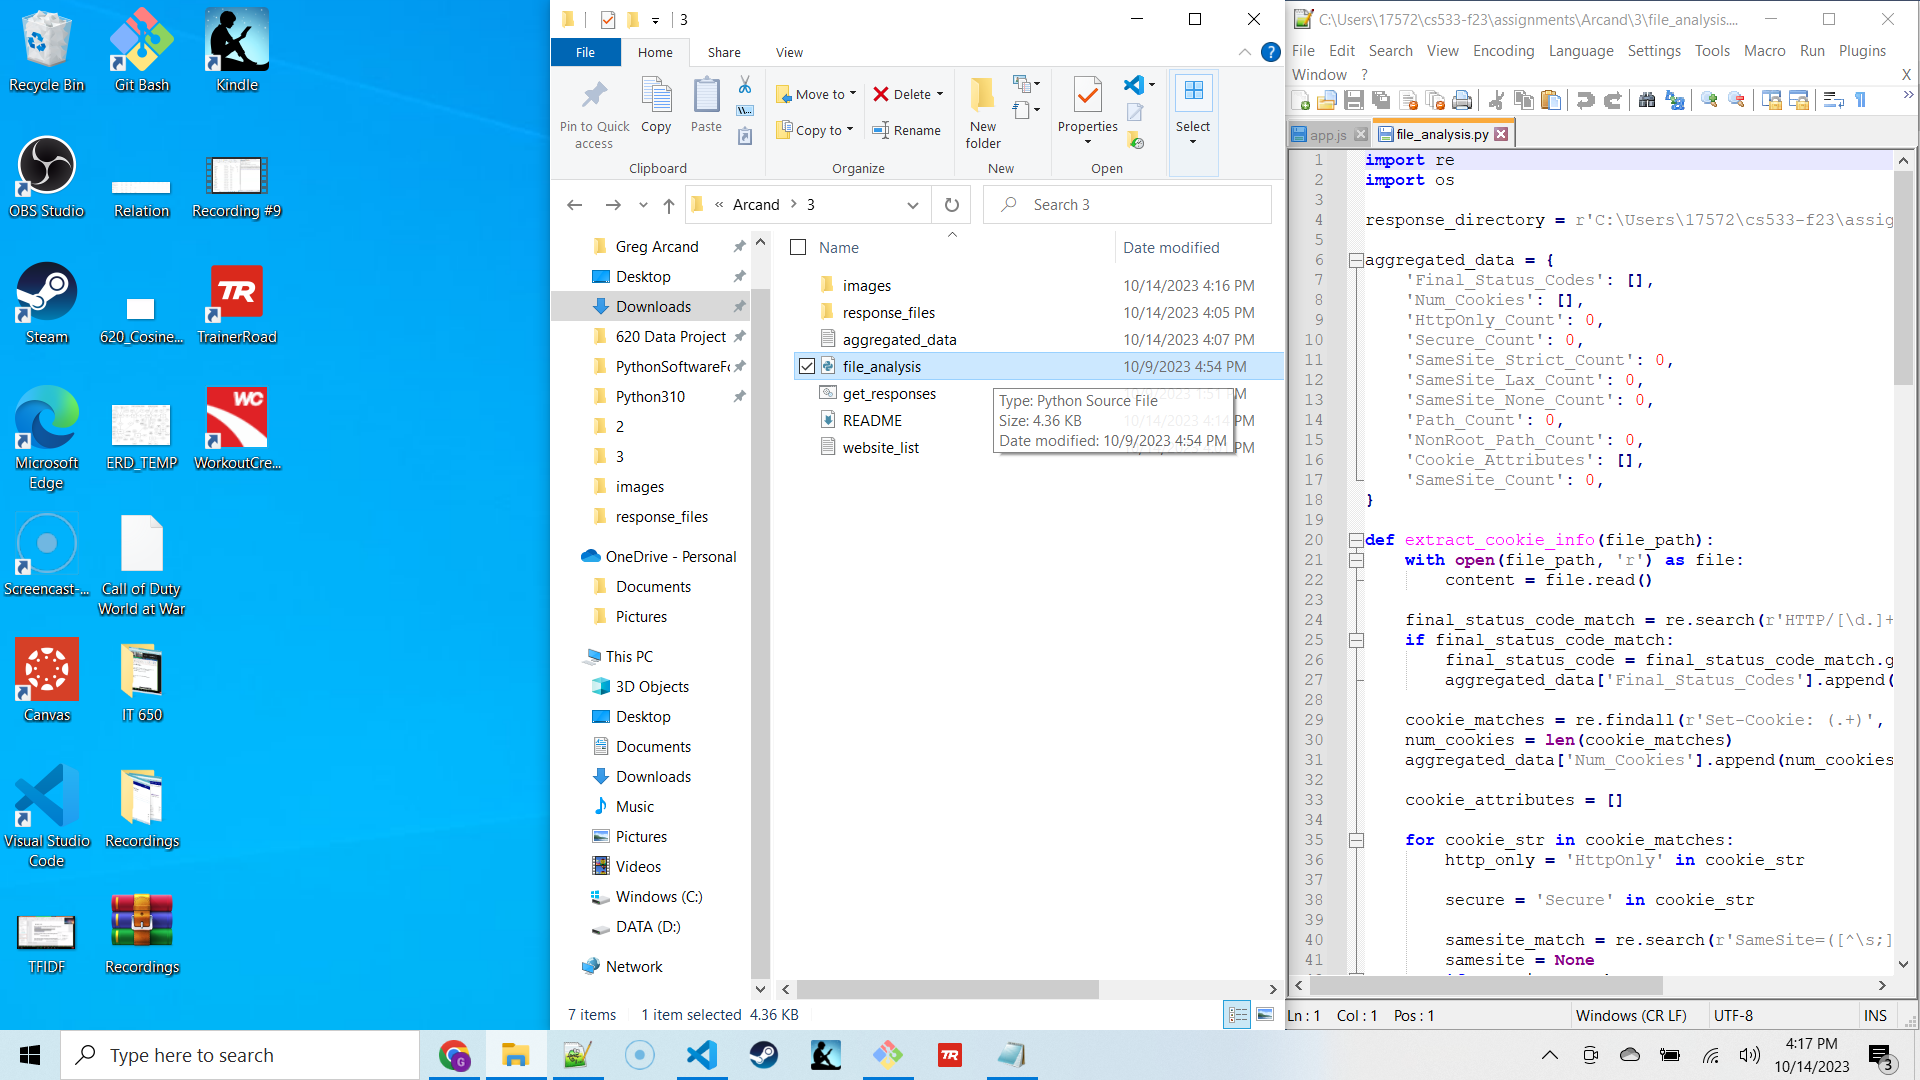 Recycle Bin
Git Bash
Kindle
OBS Studio
Relation
Recording #9
Steam
620_Cosine...
TrainerRoad
Microsoft Edge
ERD_TEMP
WorkoutCre...
Screencast-...
Call of Duty World at War
Canvas
IT 650
Visual Studio Code
Recordings
TFIDF
Recordings
3
File Home Share View
Pin to Quick access
Copy
Paste
Clipboard
Move to
Copy to
Delete
Rename
Organize
New folder
New
Properties
Open
Select
« Arcand > 3
Search 3
Greg Arcand
Desktop
Downloads
620 Data Project
PythonSoftwareFo
Python310
2
3
images
response_files
OneDrive - Personal
Documents
Pictures
This PC
3D Objects
Desktop
Documents
Downloads
Music
Pictures
Videos
Windows (C:)
DATA (D:)
Network
Name Date modified
images 10/14/2023 4:16 PM
response_files 10/14/2023 4:05 PM
aggregated_data 10/14/2023 4:07 PM
file_analysis 10/9/2023 4:54 PM
get_responses
README
website_list
Type: Python Source File
Size: 4.36 KB
Date modified: 10/9/2023 4:54 PM
7 items 1 item selected 4.36 KB
C:\Users\17572\cs533-f23\assignments\Arcand\3\file_analysis....
File Edit Search View Encoding Language Settings Tools Macro Run Plugins
Window ? X
app.js file_analysis.py
1 import re
2 import os
3
4 response_directory = r'C:\Users\17572\cs533-f23\assig
5
6 aggregated_data = {
7 'Final_Status_Codes': [],
8 'Num_Cookies': [],
9 'HttpOnly_Count': 0,
10 'Secure_Count': 0,
11 'SameSite_Strict_Count': 0,
12 'SameSite_Lax_Count': 0,
13 'SameSite_None_Count': 0,
14 'Path_Count': 0,
15 'NonRoot_Path_Count': 0,
16 'Cookie_Attributes': [],
17 'SameSite_Count': 0,
18 }
19
20 def extract_cookie_info(file_path):
21 with open(file_path, 'r') as file:
22 content = file.read()
23
24 final_status_code_match = re.search(r'HTTP/[\d.]+
25 if final_status_code_match:
26 final_status_code = final_status_code_match.g
27 aggregated_data['Final_Status_Codes'].append(
28
29 cookie_matches = re.findall(r'Set-Cookie: (.+)',
30 num_cookies = len(cookie_matches)
31 aggregated_data['Num_Cookies'].append(num_cookies
32
33 cookie_attributes = []
34
35 for cookie_str in cookie_matches:
36 http_only = 'HttpOnly' in cookie_str
37
38 secure = 'Secure' in cookie_str
39
40 samesite_match = re.search(r'SameSite=([^\s;]
41 samesite = None
Ln : 1 Col : 1 Pos : 1 Windows (CR LF) UTF-8 INS
Type here to search
4:17 PM
10/14/2023
3